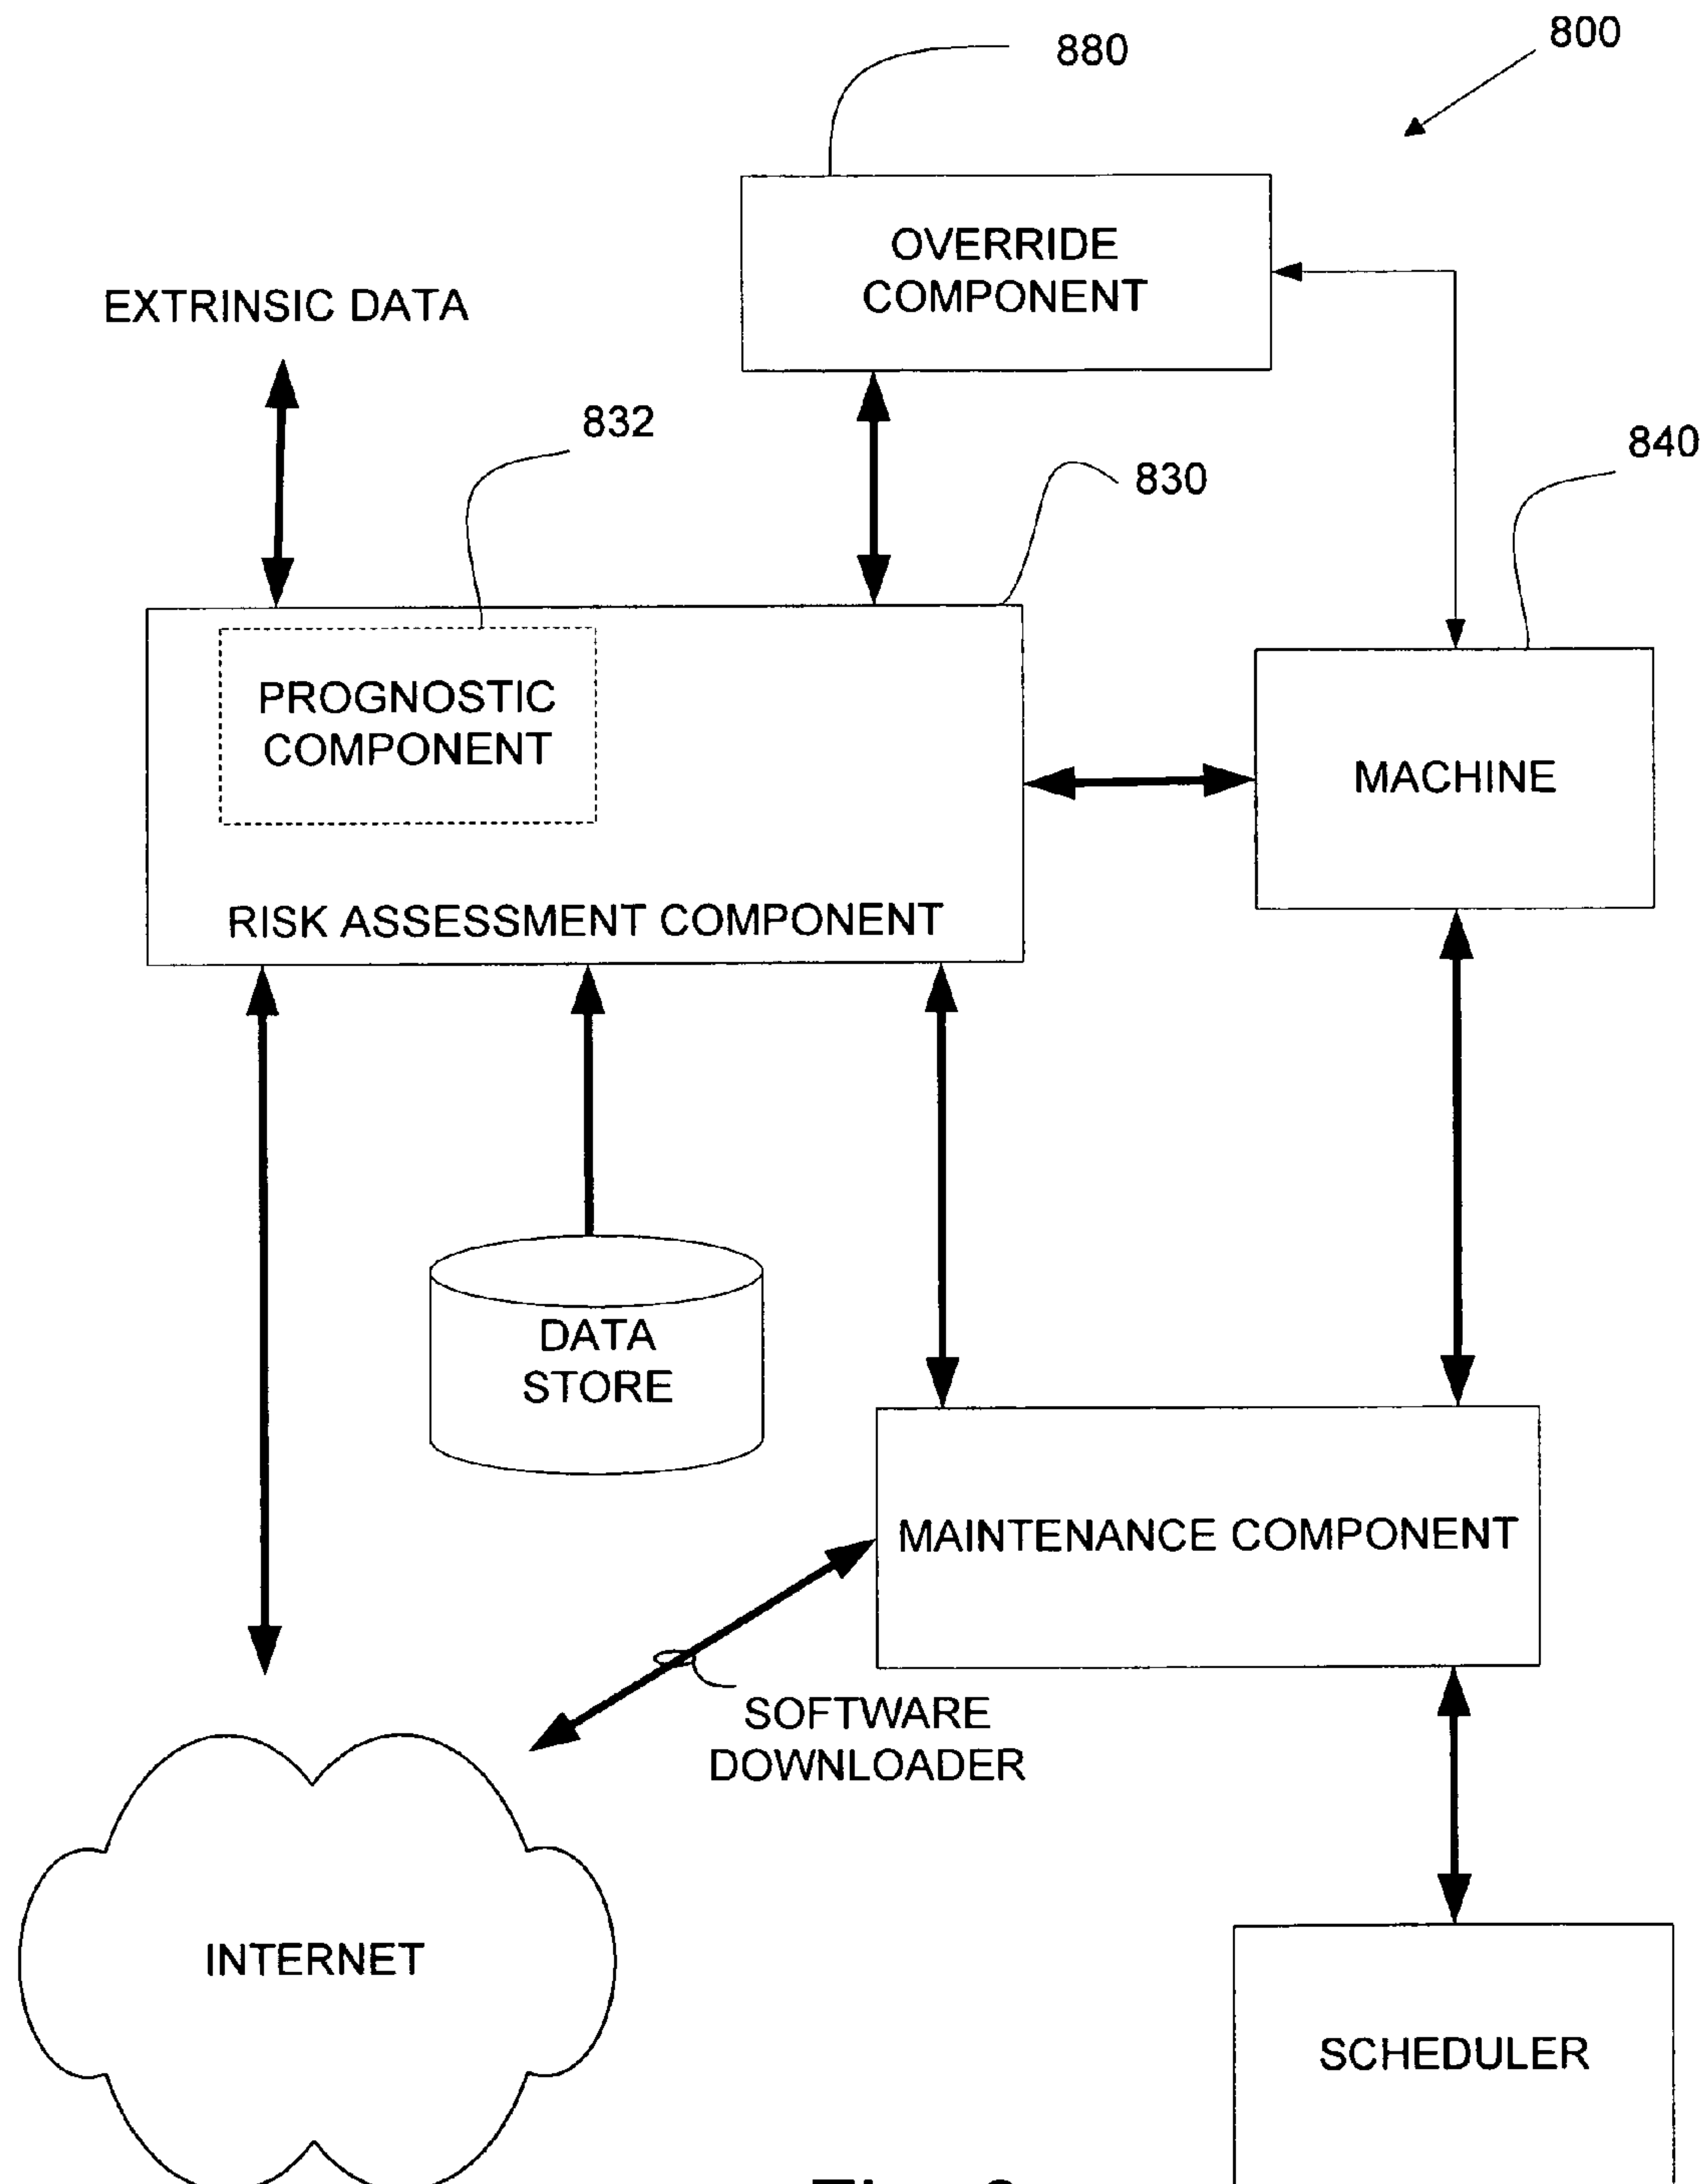 800
880
OVERRIDE
COMPONENT
EXTRINSIC DATA
832
840
830
PROGNOSTIC
COMPONENT
MACHINE
RISK ASSESSMENT COMPONENT
DATA
STORE
MAINTENANCE COMPONENT
SOFTWARE
DOWNLOADER
INTERNET
SCHEDULER